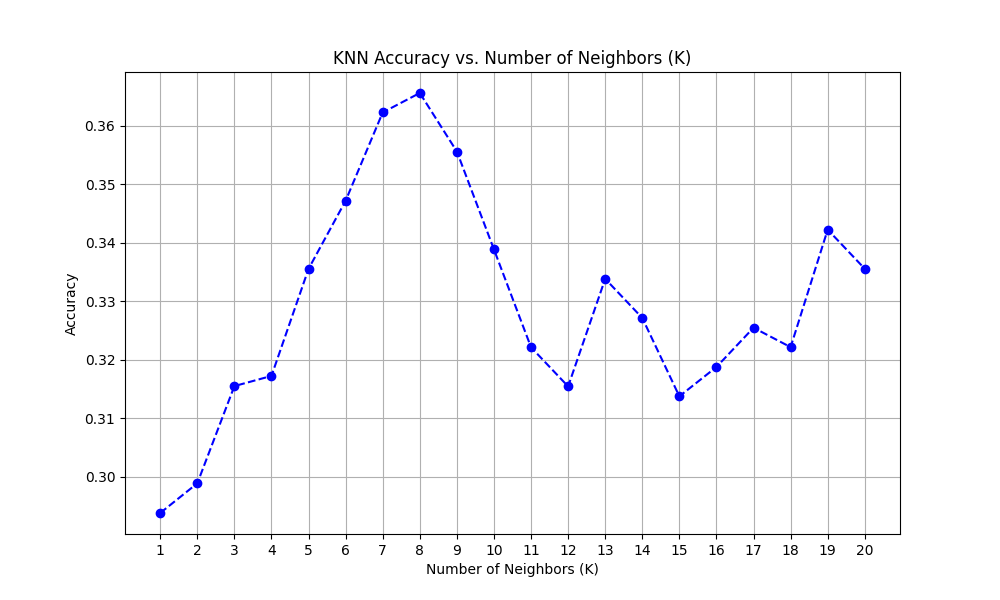 KNN Accuracy vs. Number of Neighbors (K)
Accuracy
0.36
0.35
0.34
0.33
0.32
0.31
0.30
1 2 3 4 5 6 7 8 9 10 11 12 13 14 15 16 17 18 19 20
Number of Neighbors (K)